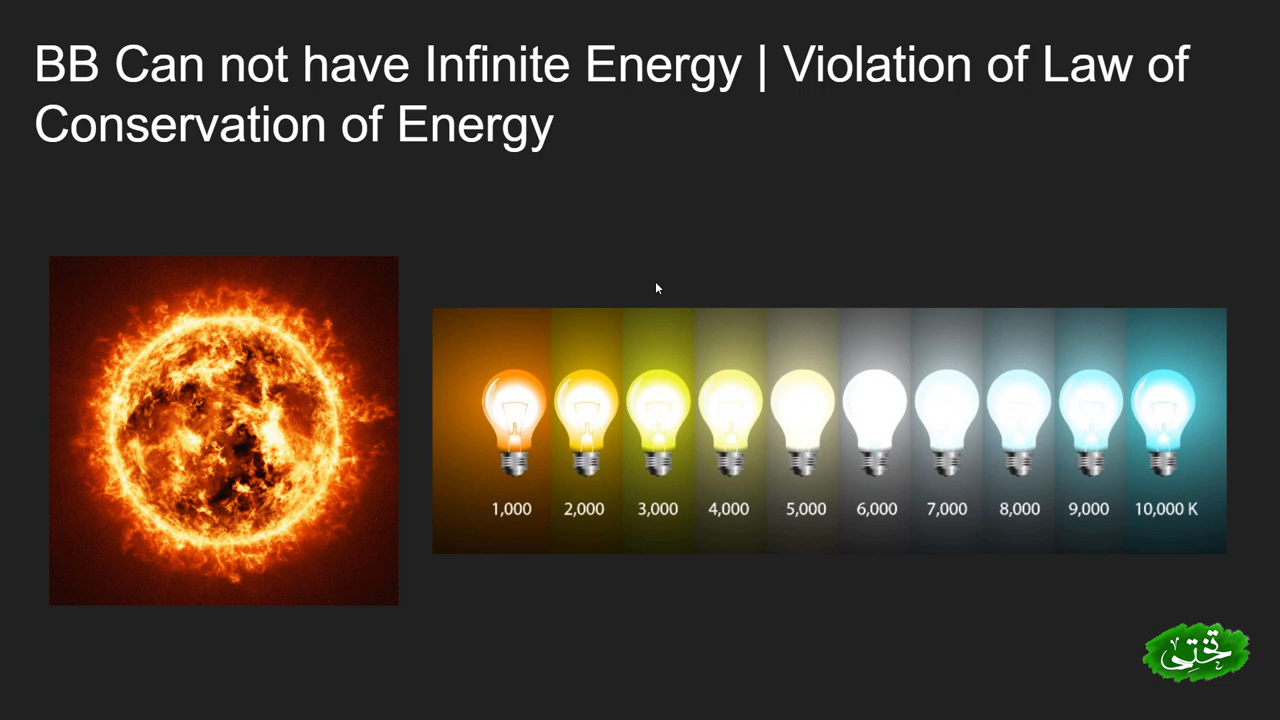 BB Can not have Infinite Energy | Violation of Law of
Conservation of Energy
1,000 2,000 3,000 4,000 5,000 6,000 7,000 8,000 9,000 10,000 K
تختی